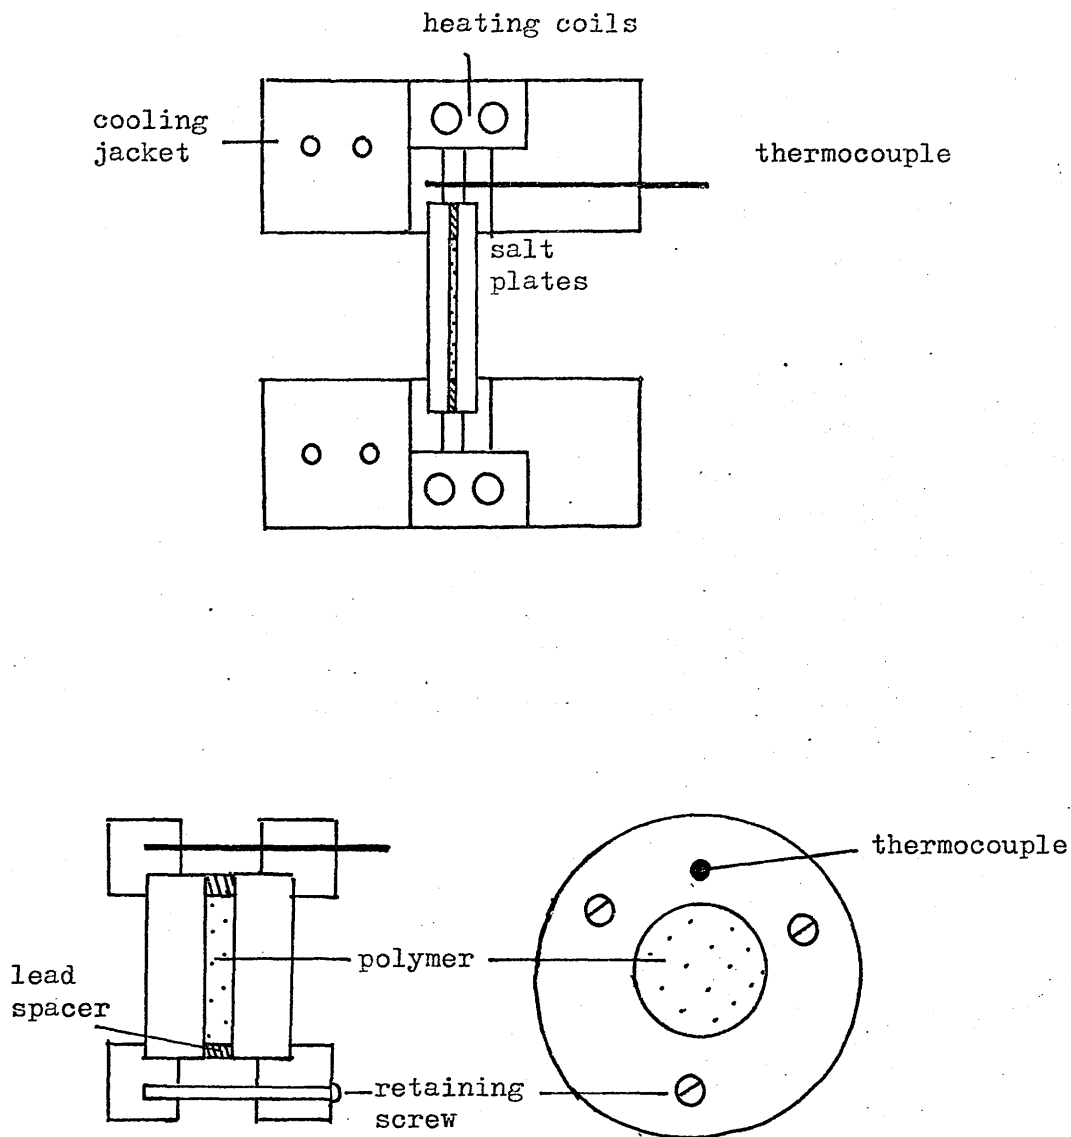 heating coils
cooling
jacket
thermocouple
salt
plates
thermocouple
polymer
lead
spacer
retaining
screw